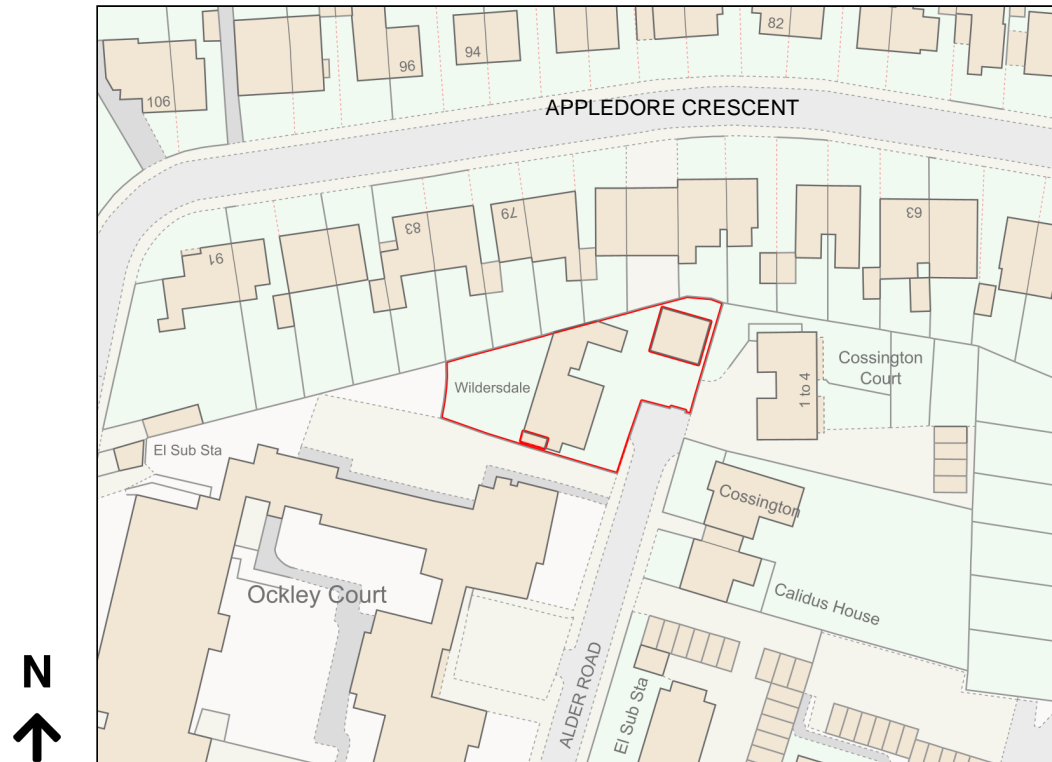 82
94
96
106
APPLEDORE CRESCENT
79
83
63
91
Wildersdale
1 to 4
Cossington
Court
El Sub Sta
Cossington
Ockley Court
Calidus House
ALDER ROAD
El Sub Sta
N